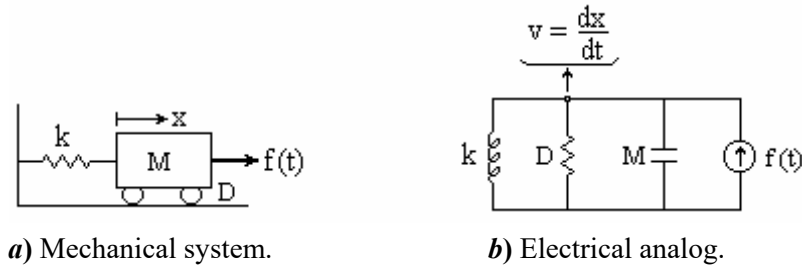 v = dx/dt
x
k
M
f(t)
D
k
D
M
f(t)
a) Mechanical system.
b) Electrical analog.